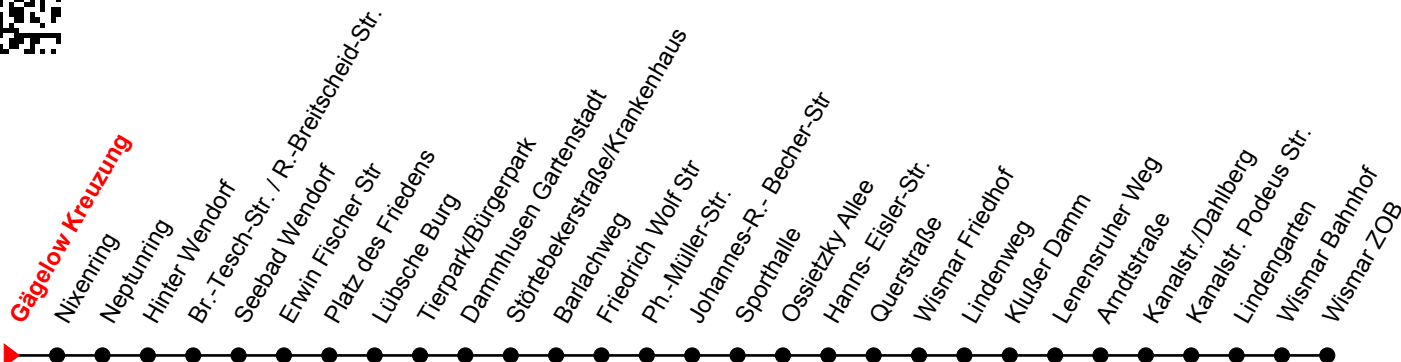 Gägelow Kreuzung
Nixenring
Neptunring
Hinter Wendorf
Br.-Tesch-Str. / R.-Breitscheid-Str.
Seebad Wendorf
Erwin Fischer Str
Platz des Friedens
Lübsche Burg
Tierpark/Bürgerpark
Dammhusen Gartenstadt
Störtebekerstraße/Krankenhaus
Barlachweg
Friedrich Wolf Str
Ph.-Müller-Str.
Johannes-R.- Becher-Str
Sporthalle
Ossietzky Allee
Hanns- Eisler-Str.
Querstraße
Wismar Friedhof
Lindenweg
Klußer Damm
Lenensruher Weg
Arndtstraße
Kanalstr./Dahlberg
Kanalstr. Podeus Str.
Lindengarten
Wismar Bahnhof
Wismar ZOB